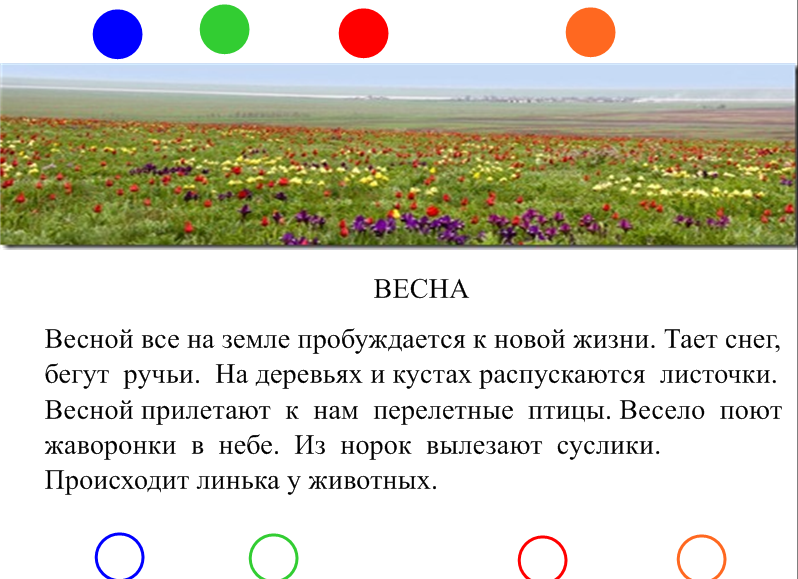 ВЕСНА
Весной все на земле пробуждается к новой жизни. Тает снег,
бегут ручьи. На деревьях и кустах распускаются листочки.
Весной прилетают к нам перелетные птицы. Весело поют
жаворонки в небе. Из норок вылезают суслики.
Происходит линька у животных.